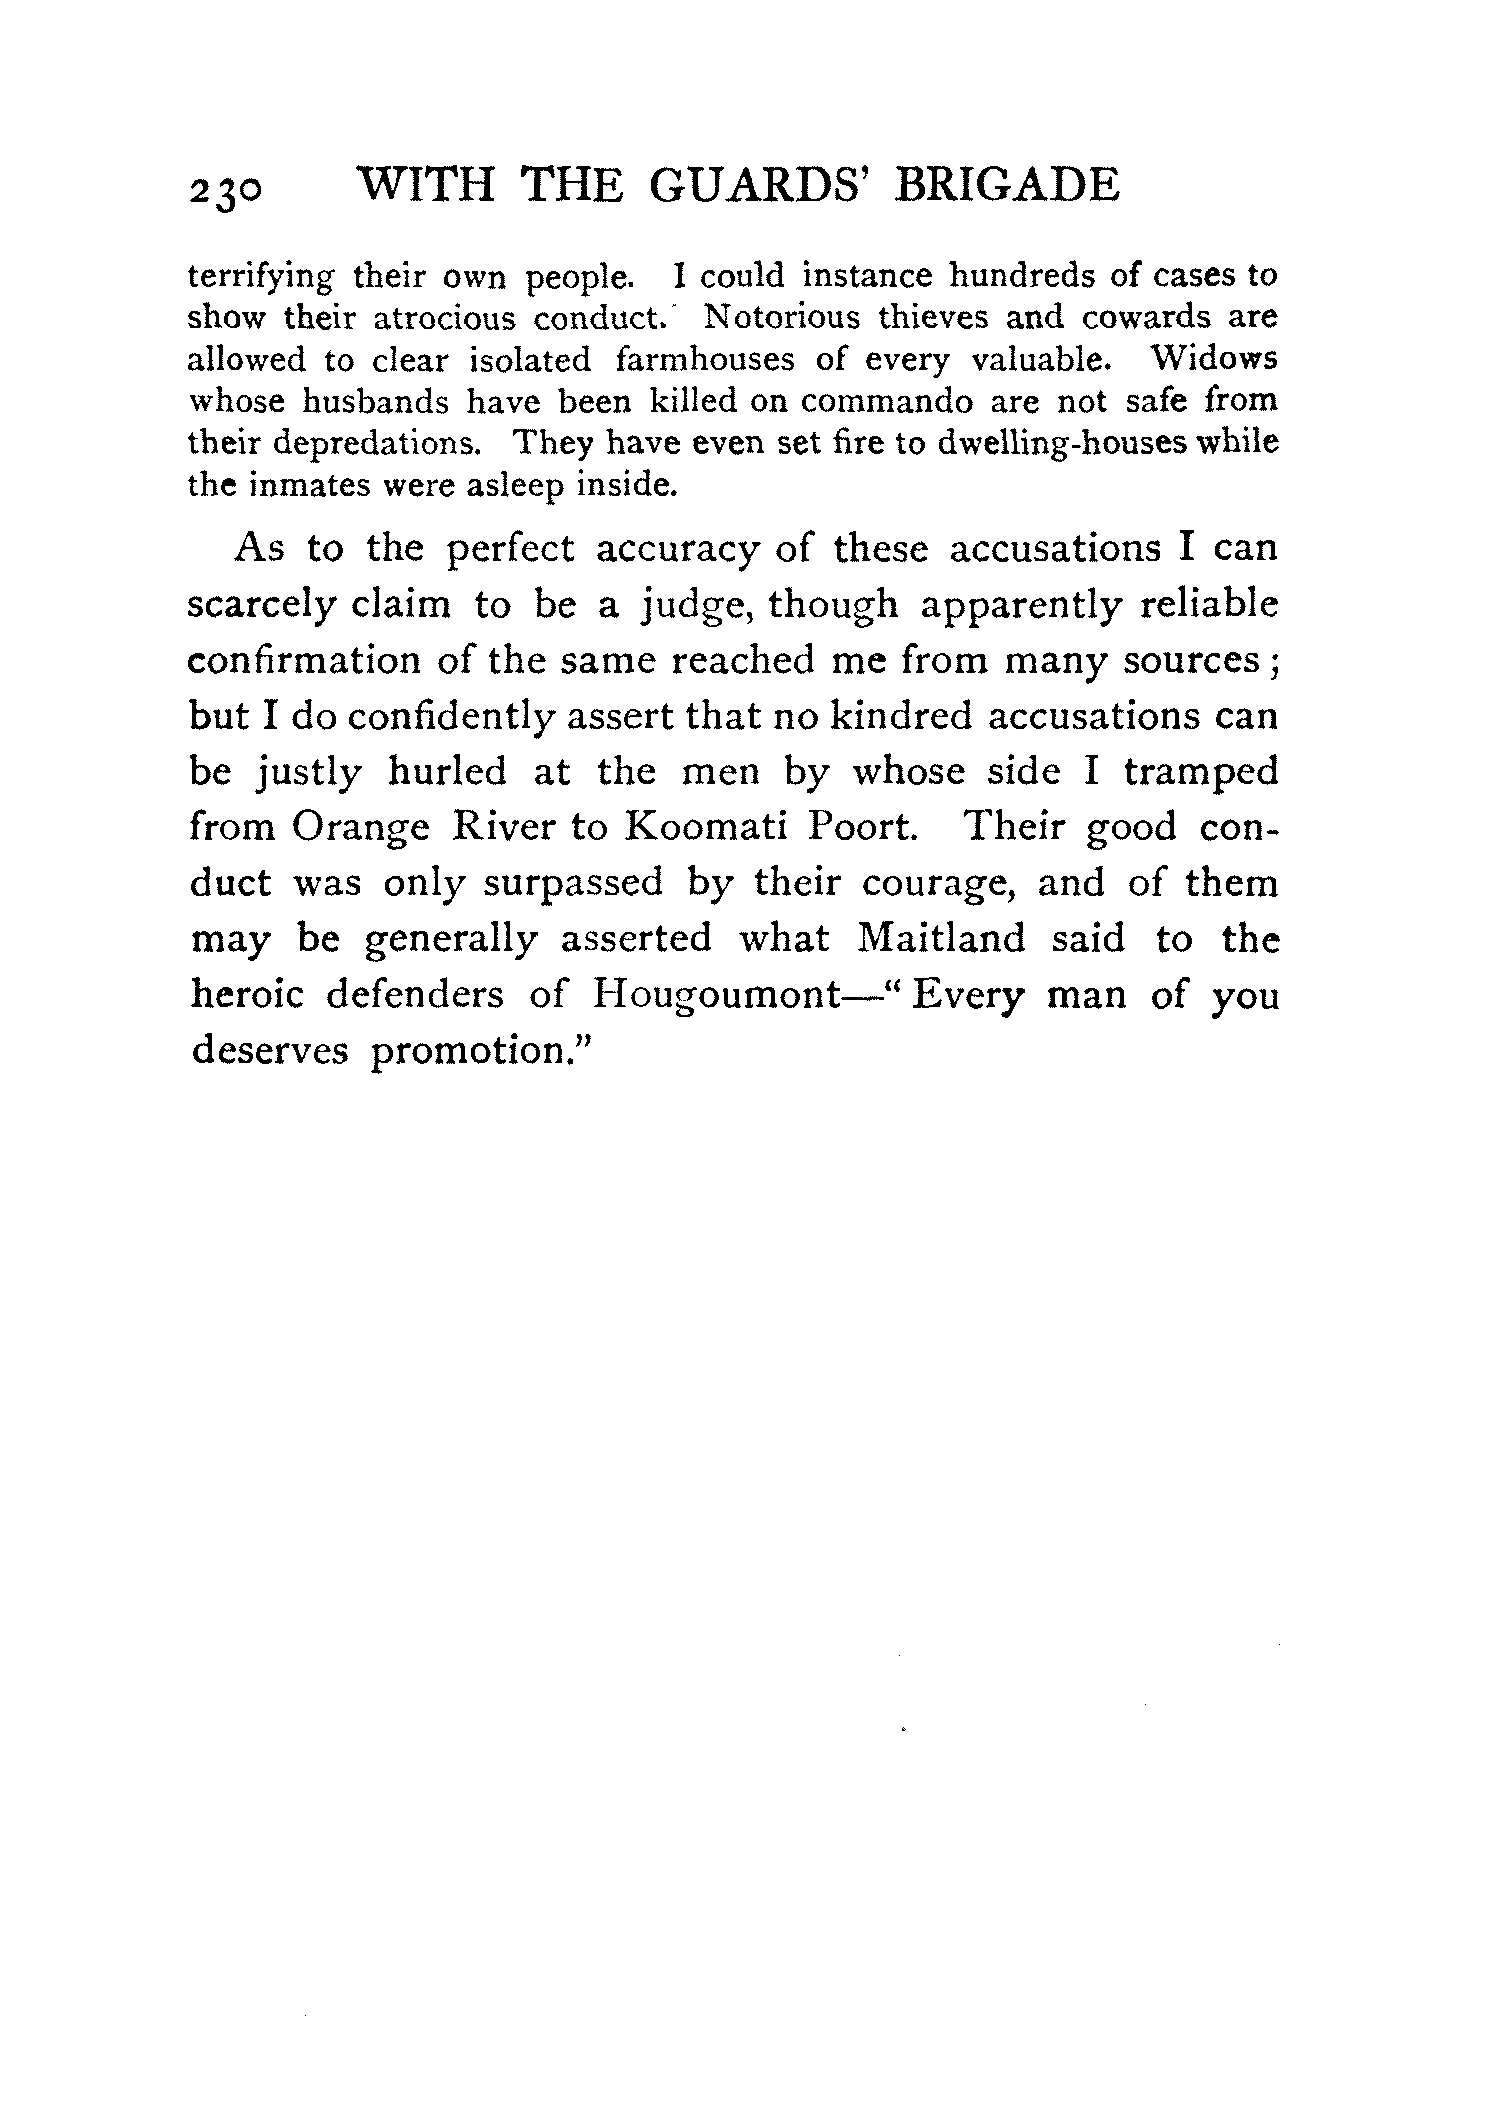 230 WITH THE GUARDS' BRIGADE
terrifying their own people. I could instance hundreds of cases to
show their atrocious conduct. Notorious thieves and cowards are
allowed to clear isolated farmhouses of every valuable. Widows
whose husbands have been killed on commando are not safe from
their depredations. They have even set fire to dwelling-houses while
the inmates were asleep inside.
As to the perfect accuracy of these accusations I can
scarcely claim to be a judge, though apparently reliable
confirmation of the same reached me from many sources;
but I do confidently assert that no kindred accusations can
be justly hurled at the men by whose side I tramped
from Orange River to Koomati Poort. Their good con-
duct was only surpassed by their courage, and of them
may be generally asserted what Maitland said to the
heroic defenders of Hougoumont—"Every man of you
deserves promotion."